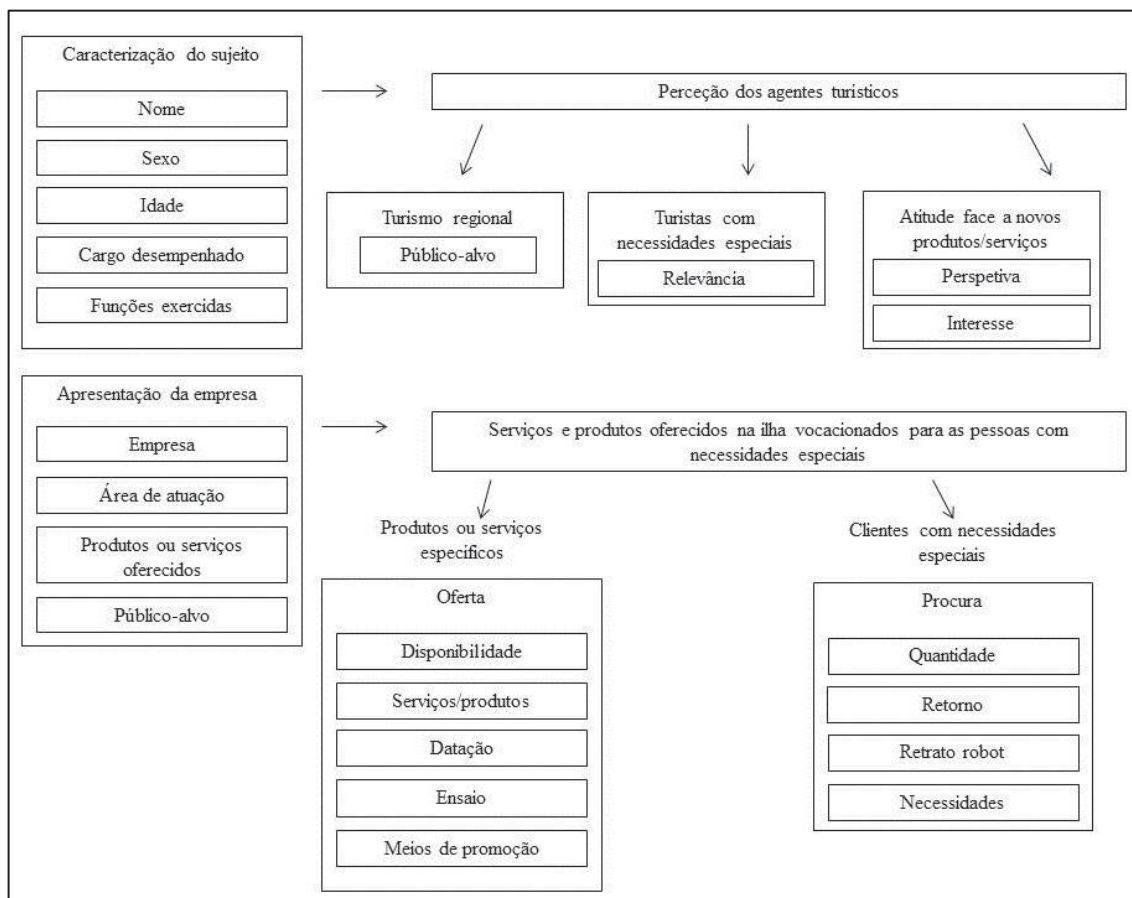 Caracterização do sujeito
Nome
Sexo
Idade
Cargo desempenhado
Funções exercidas
Perceção dos agentes turísticos
Turismo regional
Público-alvo
Turistas com
necessidades especiais
Relevância
Atitude face a novos
produtos/serviços
Perspetiva
Interesse
Apresentação da empresa
Empresa
Área de atuação
Produtos ou serviços
oferecidos
Público-alvo
Serviços e produtos oferecidos na ilha vocacionados para as pessoas com
necessidades especiais
Produtos ou serviços
específicos
Oferta
Disponibilidade
Serviços/produtos
Datação
Ensaio
Meios de promoção
Clientes com necessidades
especiais
Procura
Quantidade
Retorno
Retrato robot
Necessidades